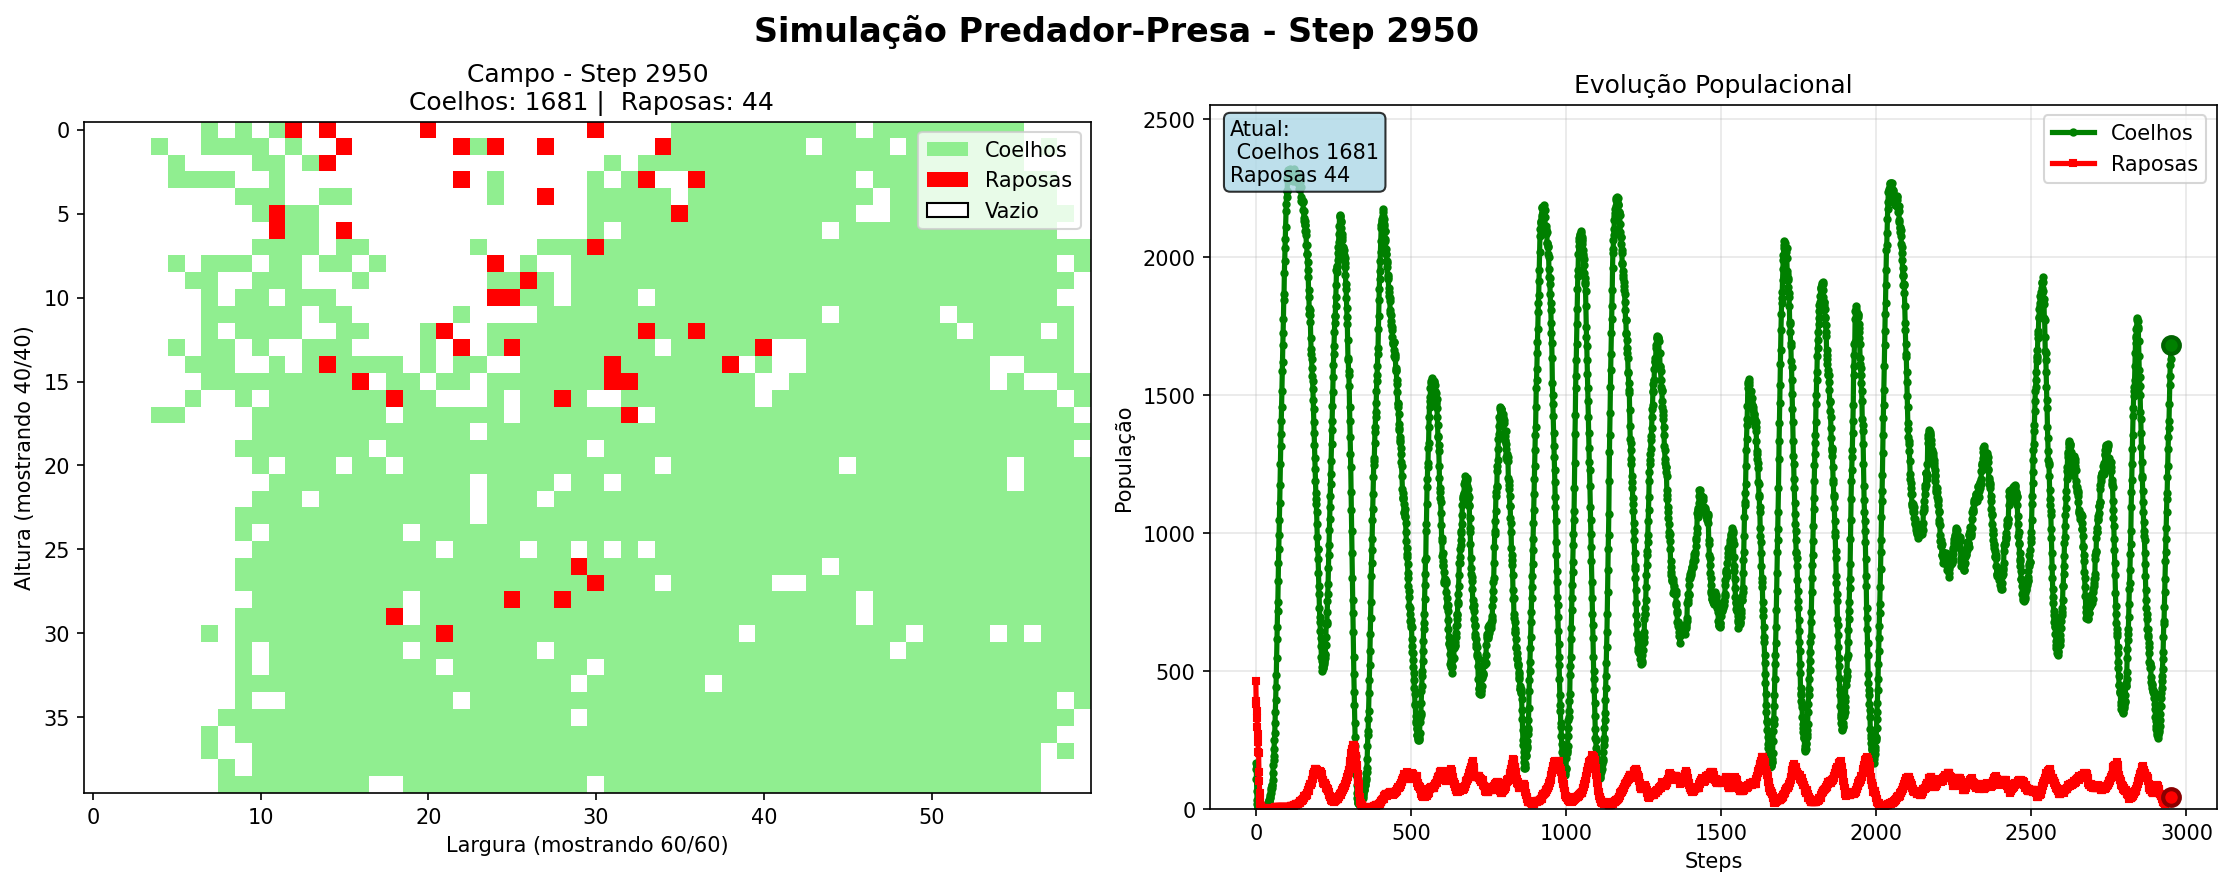 Simulação Predador-Presa - Step 2950
Campo - Step 2950
Coelhos: 1681 |  Raposas: 44
Coelhos
Raposas
Vazio
0
5
10
15
20
25
30
35
Altura (mostrando 40/40)
0
10
20
30
40
50
Largura (mostrando 60/60)
Evolução Populacional
Atual:
Coelhos 1681
Raposas 44
Coelhos
Raposas
2500
2000
1500
1000
500
0
População
0
500
1000
1500
2000
2500
3000
Steps